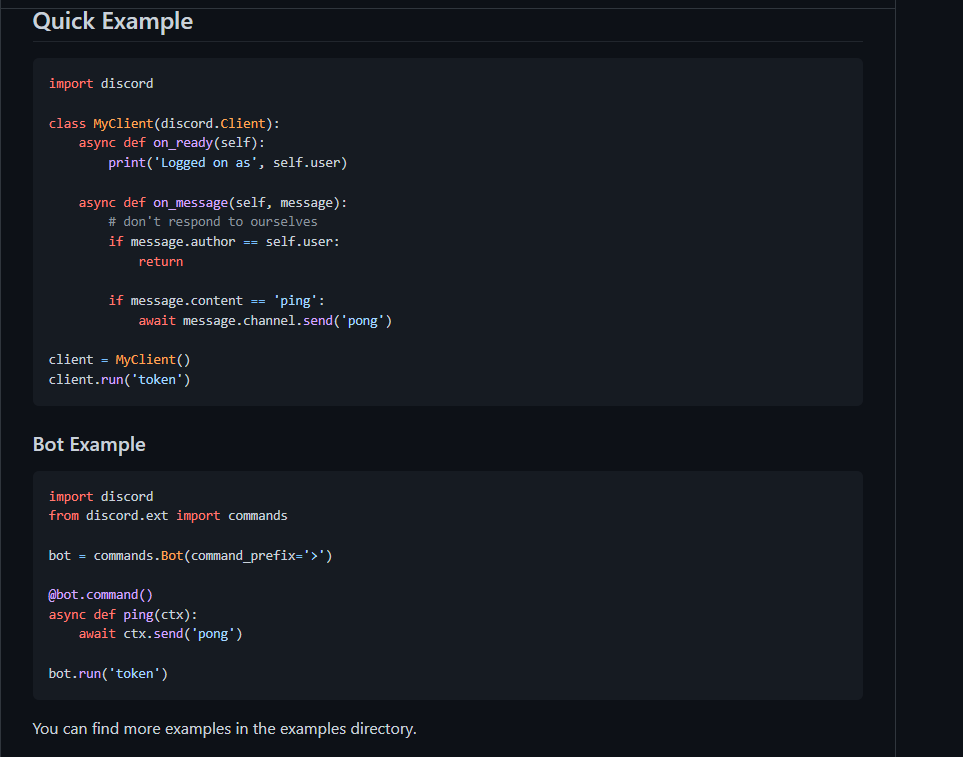 Quick Example
import discord
class MyClient(discord.Client):
    async def on_ready(self):
        print('Logged on as', self.user)
    async def on_message(self, message):
        # don't respond to ourselves
        if message.author == self.user:
            return
        if message.content == 'ping':
            await message.channel.send('pong')
client = MyClient()
client.run('token')
Bot Example
import discord
from discord.ext import commands
bot = commands.Bot(command_prefix='>')
@bot.command()
async def ping(ctx):
    await ctx.send('pong')
bot.run('token')
You can find more examples in the examples directory.